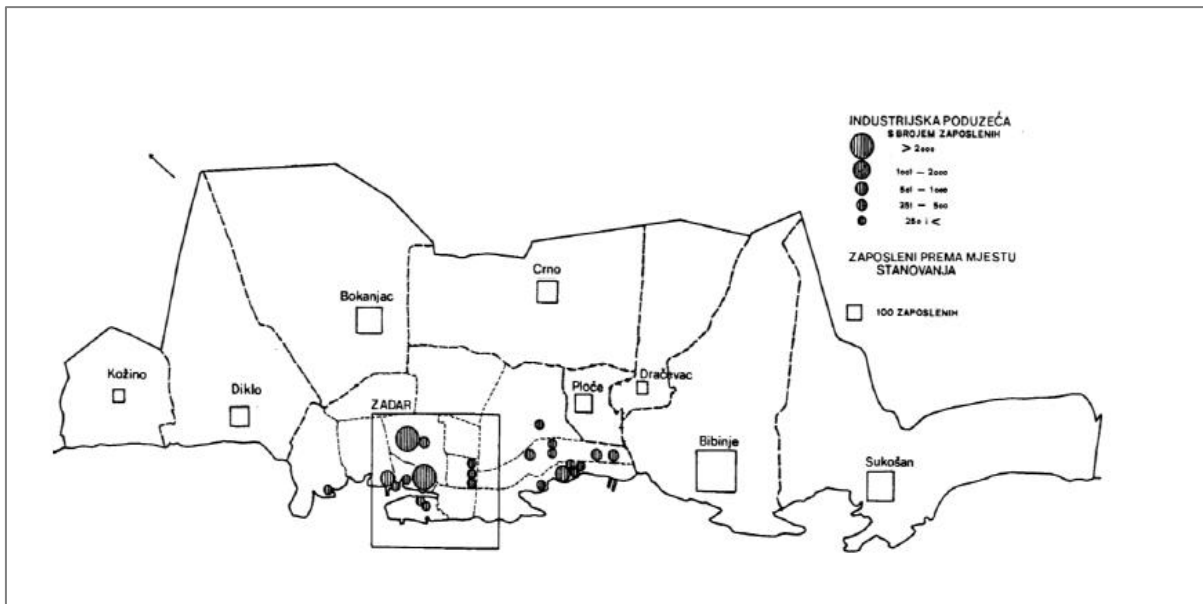 INDUSTRIJSKA PODUZEĆA
S BROJEM ZAPOSLENIH
> 2000
1001 – 2000
501 – 1000
251 – 500
250 i <
ZAPOSLENI PREMA MJESTU
STANOVANJA
100 ZAPOSLENIH
Crno
Bokanjac
Kožino
Diklo
Ploče
Dračevac
ZADAR
Bibinje
Sukošan